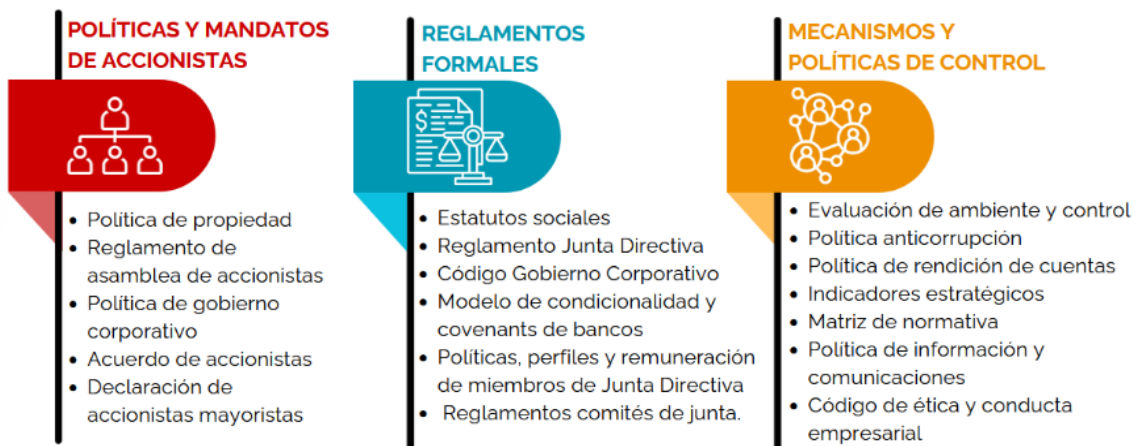 POLÍTICAS Y MANDATOS
DE ACCIONISTAS
• Política de propiedad
• Reglamento de
asamblea de accionistas
• Política de gobierno
corporativo
• Acuerdo de accionistas
• Declaración de
accionistas mayoristas
REGLAMENTOS
FORMALES
$
• Estatutos sociales
• Reglamento Junta Directiva
• Código Gobierno Corporativo
• Modelo de condicionalidad y
covenants de bancos
• Políticas, perfiles y remuneración
de miembros de Junta Directiva
• Reglamentos comités de junta.
MECANISMOS Y
POLÍTICAS DE CONTROL
• Evaluación de ambiente y control
• Política anticorrupción
• Política de rendición de cuentas
• Indicadores estratégicos
• Matriz de normativa
• Política de información y
comunicaciones
• Código de ética y conducta
empresarial